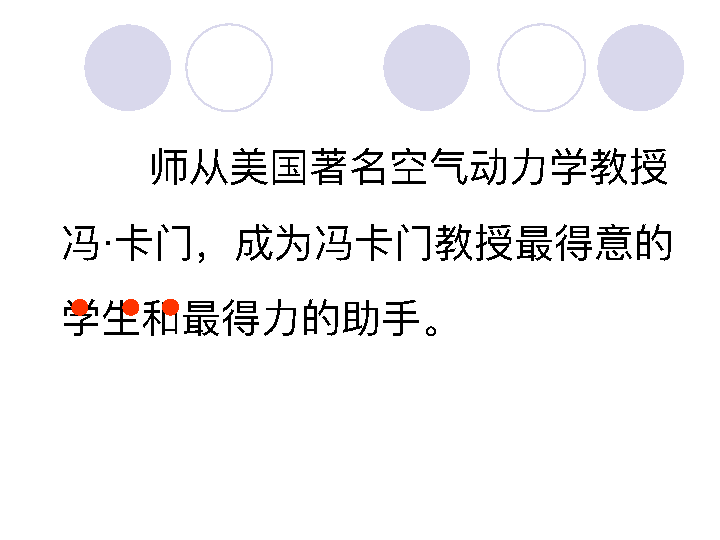 师从美国著名空气动力学教授
冯·卡门，成为冯卡门教授最得意的
学生和最得力的助手。